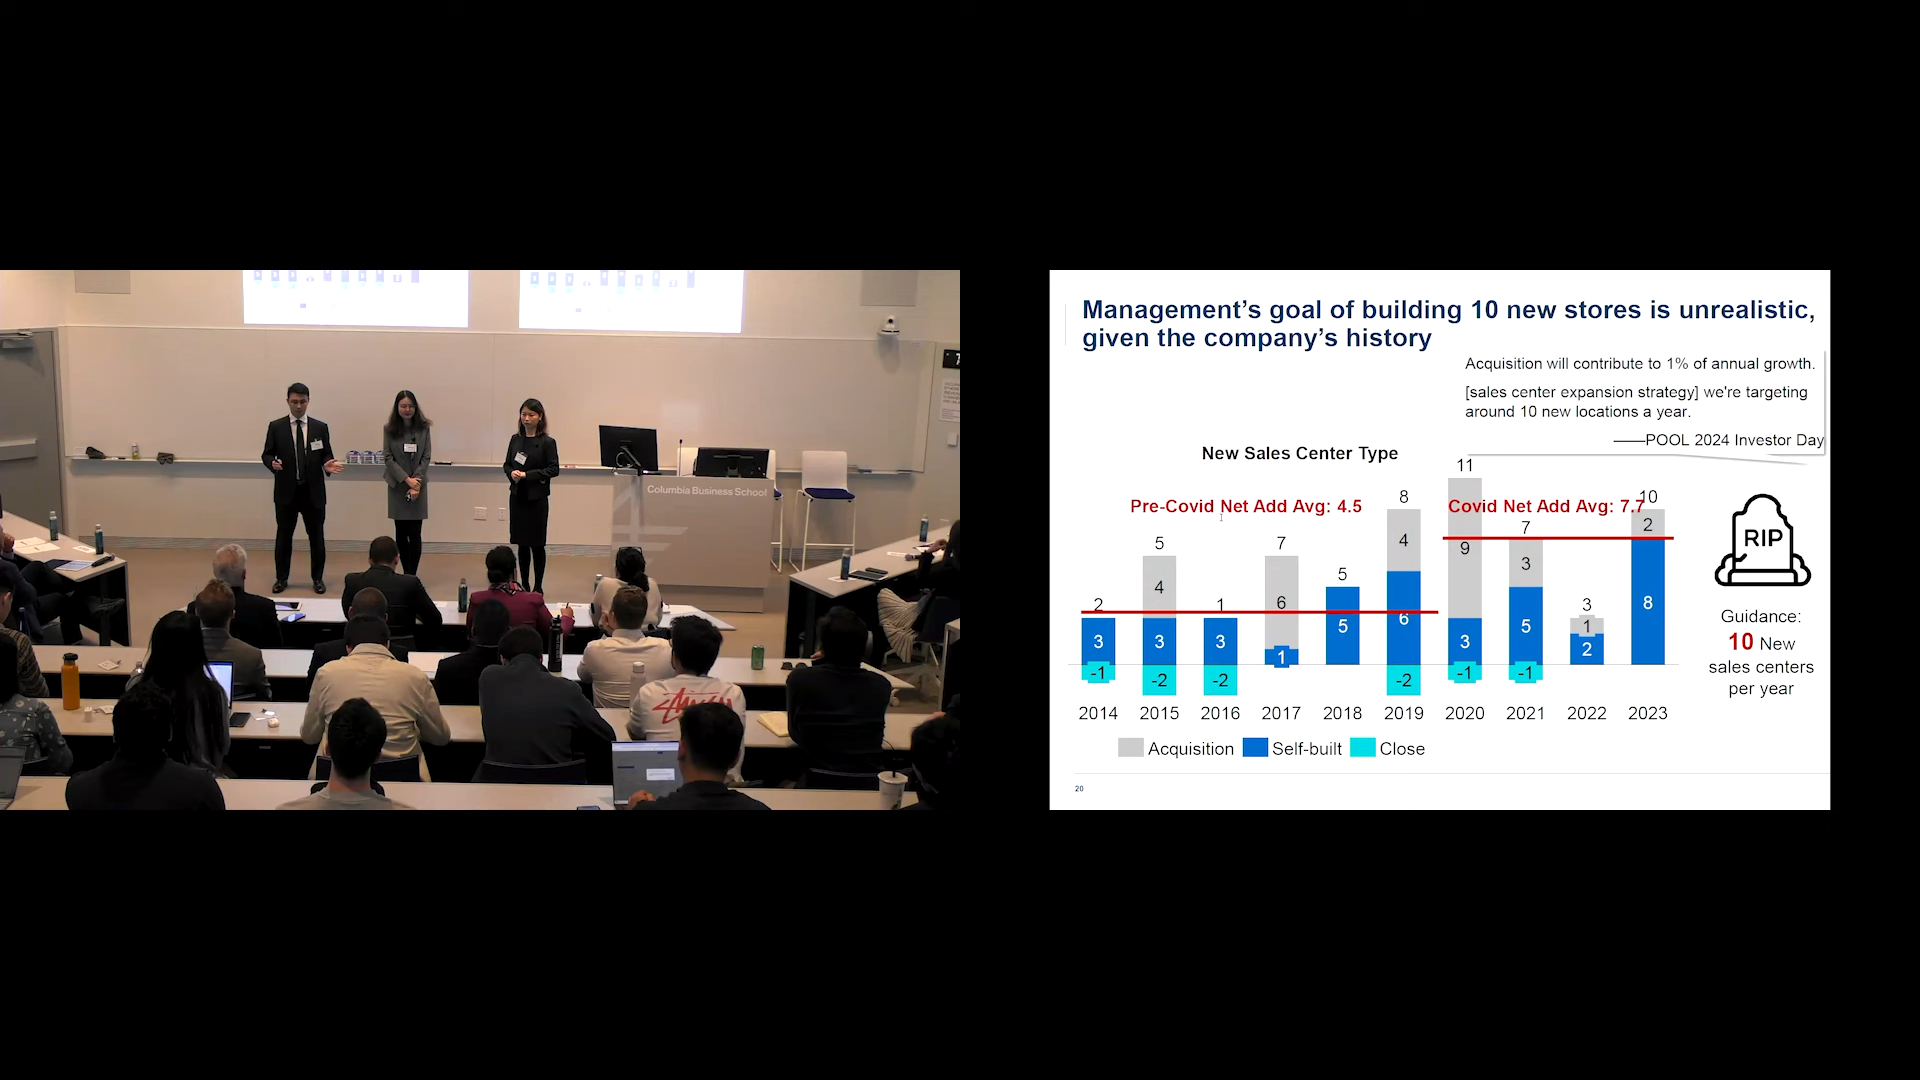 Columbia Business School
Management's goal of building 10 new stores is unrealistic,
given the company's history
Acquisition will contribute to 1% of annual growth.
[sales center expansion strategy] we're targeting
around 10 new locations a year.
——POOL 2024 Investor Day
New Sales Center Type
Pre-Covid Net Add Avg: 4.5
Covid Net Add Avg: 7.7
2 5 1 7 5 8 11 7 3 10
4 6 4 9 3 1 2
3 3 3 1 5 6 3 5 2 8
-1 -2 -2 -2 -1 -1
2014 2015 2016 2017 2018 2019 2020 2021 2022 2023
Acquisition Self-built Close
RIP
Guidance:
10 New
sales centers
per year
20